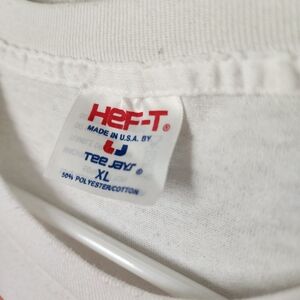 HEF-T®
MADE IN U.S.A. BY
TEE JAYS®
XL
50% POLYESTER/COTTON